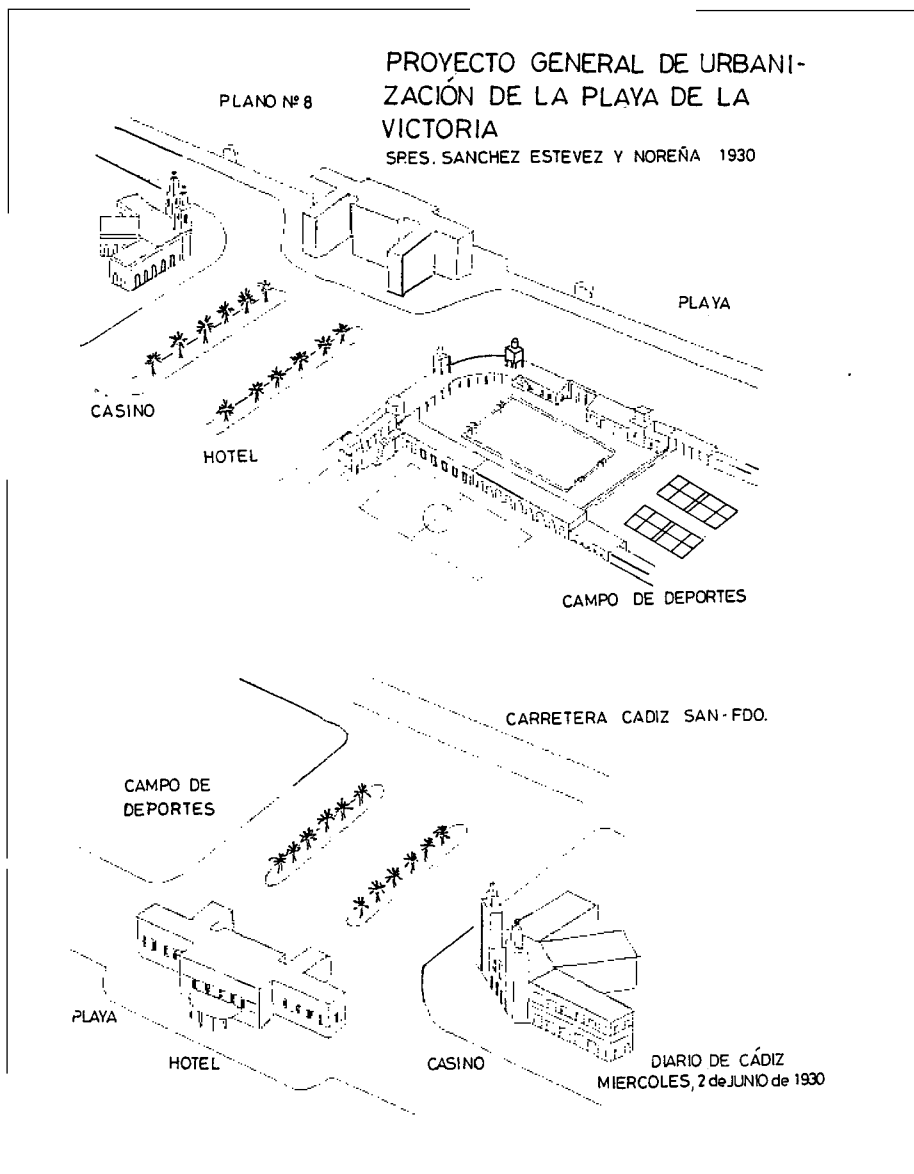 PROYECTO GENERAL DE URBANI-
ZACIÓN DE LA PLAYA DE LA
VICTORIA
SRES. SANCHEZ ESTEVEZ Y NOREÑA 1930
PLANO Nº 8
PLAYA
CASINO
HOTEL
CAMPO DE DEPORTES
CARRETERA CADIZ SAN-FDO.
CAMPO DE
DEPORTES
PLAYA
HOTEL
CASINO
DIARIO DE CÁDIZ
MIERCOLES, 2 de JUNIO de 1930